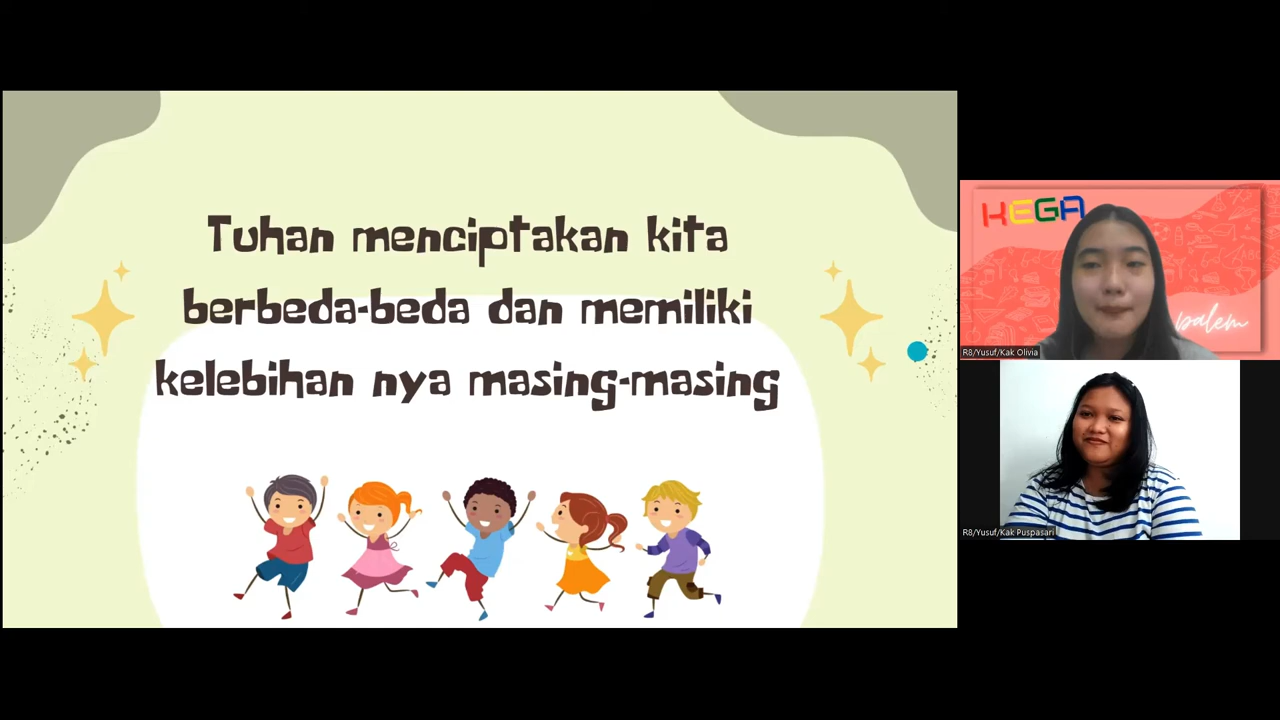 Tuhan menciptakan kita
berbeda-beda dan memiliki
kelebihan nya masing-masing
KEGA
palem
R8/Yusuf/Kak Olivia
R8/Yusuf/Kak Puspasari